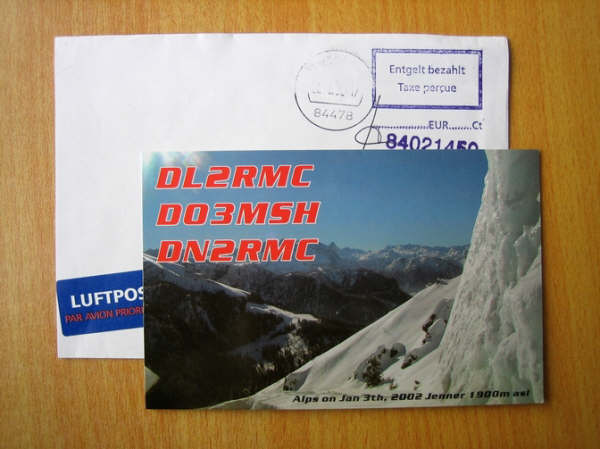 Entgelt bezahlt
Taxe perçue
84478
EUR Ct
84021450
DL2RMC
DO3MSH
DN2RMC
LUFTPOS
PAR AVION PRIORI
Alps on Jan 3th, 2002 Jenner 1900m asl